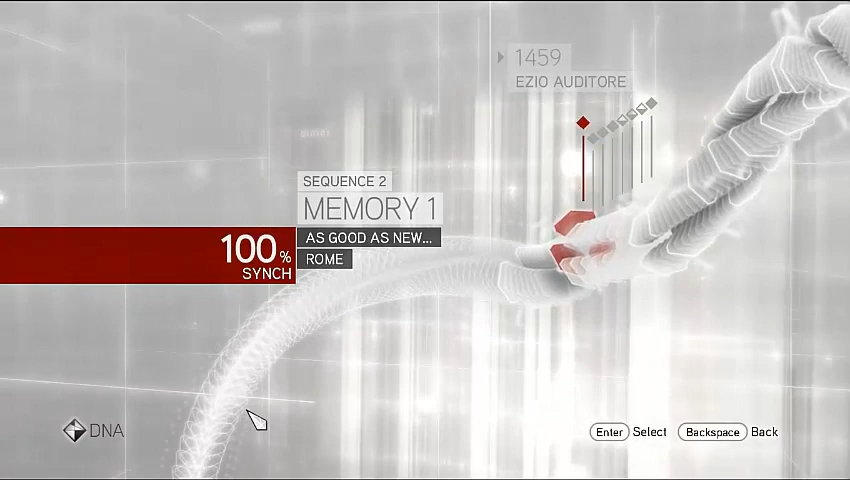 1459
EZIO AUDITORE
SEQUENCE 2
MEMORY 1
100%
AS GOOD AS NEW...
SYNCH
ROME
DNA
Enter Select Backspace Back